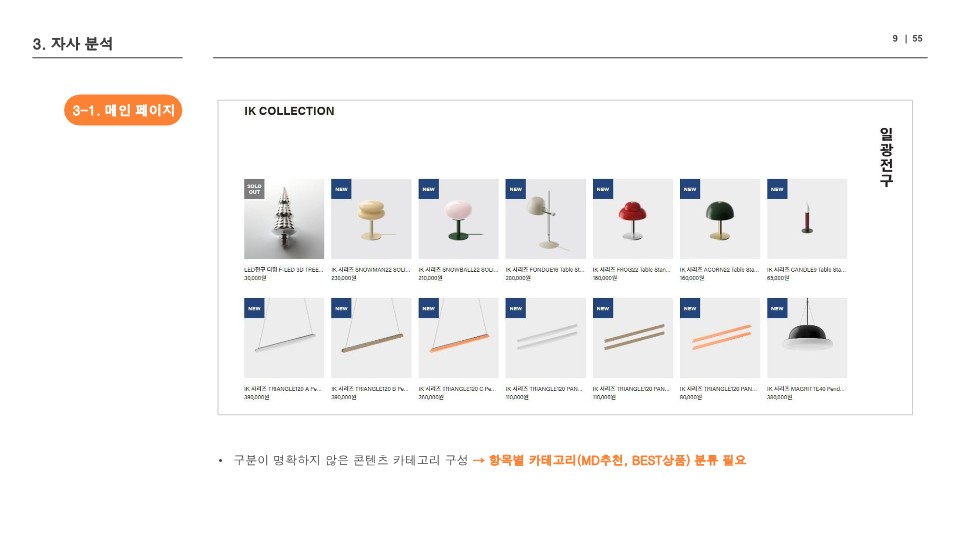 3. 자사 분석
9 | 55
3-1. 메인 페이지
IK COLLECTION
일광전구
SOLD OUT
NEW
NEW
NEW
NEW
NEW
NEW
LED전구 디밍 F-LED 3D TREE...
30,000원
IK 시리즈 SNOWMAN22 SOLI...
230,000원
IK 시리즈 SNOWBALL22 SOLI...
210,000원
IK 시리즈 FONDUE16 Table St...
200,000원
IK 시리즈 FROG22 Table Stan...
160,000원
IK 시리즈 ACORN22 Table Sta...
160,000원
IK 시리즈 CANDLE9 Table Sta...
65,000원
NEW
NEW
NEW
NEW
NEW
NEW
NEW
IK 시리즈 TRIANGLE120 A Pe...
390,000원
IK 시리즈 TRIANGLE120 B Pe...
390,000원
IK 시리즈 TRIANGLE120 C Pe...
360,000원
IK 시리즈 TRIANGLE120 PAN...
110,000원
IK 시리즈 TRIANGLE120 PAN...
110,000원
IK 시리즈 TRIANGLE120 PAN...
80,000원
IK 시리즈 MAGRITTE40 Pend...
380,000원
• 구분이 명확하지 않은 콘텐츠 카테고리 구성 → 항목별 카테고리(MD추천, BEST상품) 분류 필요